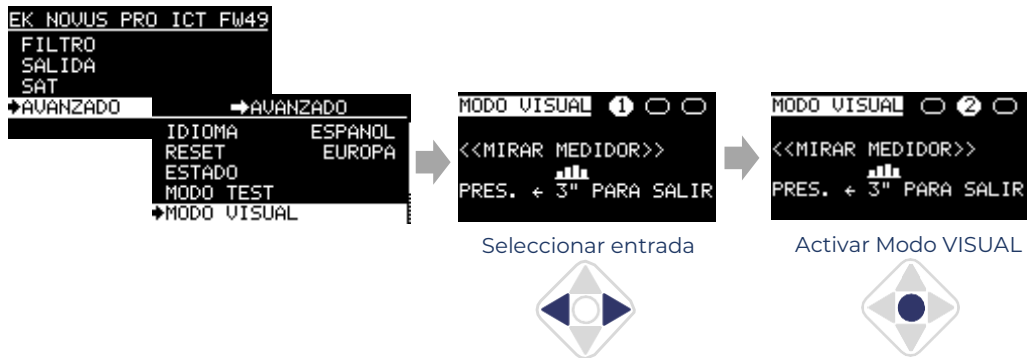 EK NOVUS PRO ICT FW49
FILTRO
SALIDA
SAT
➔AVANZADO
➔AVANZADO
IDIOMA ESPANOL
RESET EUROPA
ESTADO
MODO TEST
➔MODO VISUAL
MODO VISUAL 1
<<MIRAR MEDIDOR>>
PRES. ← 3" PARA SALIR
Seleccionar entrada
MODO VISUAL 2
<<MIRAR MEDIDOR>>
PRES. ← 3" PARA SALIR
Activar Modo VISUAL